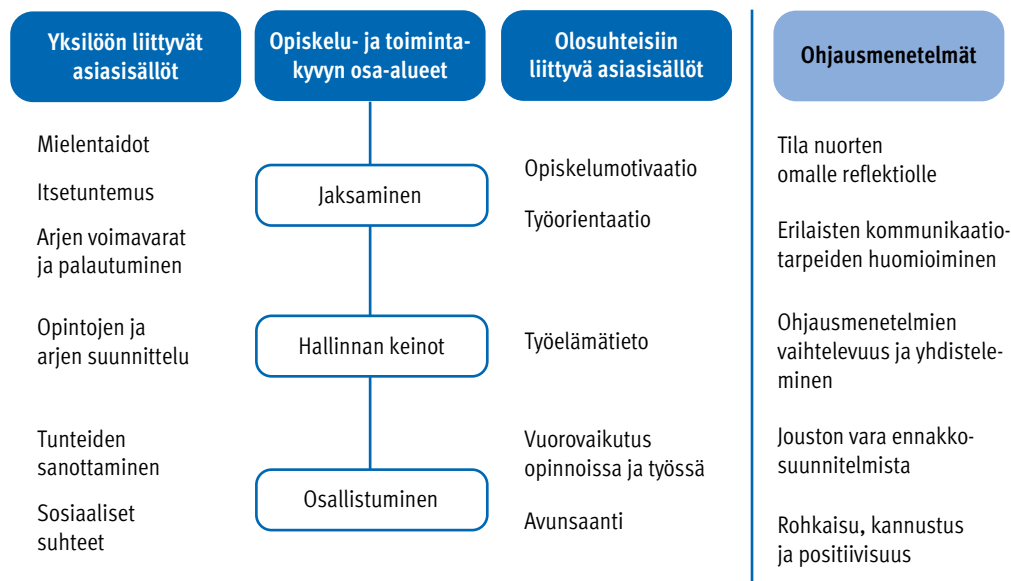 Yksilöön liittyvät
asiasisällöt
Mielentaidot
Itsetuntemus
Arjen voimavarat
ja palautuminen
Opintojen ja
arjen suunnittelu
Tunteiden
sanottaminen
Sosiaaliset
suhteet
Opiskelu- ja toiminta-
kyvyn osa-alueet
Jaksaminen
Hallinnan keinot
Osallistuminen
Olosuhteisiin
liittyvä asiasisällöt
Opiskelumotivaatio
Työorientaatio
Työelämätieto
Vuorovaikutus
opinnoissa ja työssä
Avunsaanti
Ohjausmenetelmät
Tila nuorten
omalle reflektiolle
Erilaisten kommunikaatio-
tarpeiden huomioiminen
Ohjausmenetelmien
vaihtelevuus ja yhdistele-
minen
Jouston vara ennakko-
suunnitelmista
Rohkaisu, kannustus
ja positiivisuus